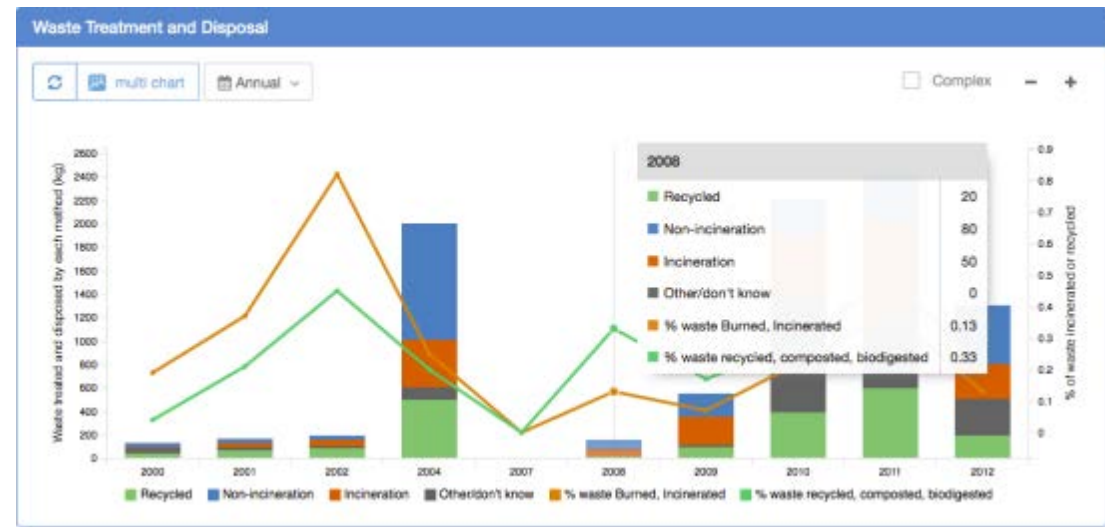 Waste Treatment and Disposal
multi chart
Annual
Complex
Waste treated and disposed by each method (kg)
2600
2400
2200
2000
1800
1600
1400
1200
1000
800
600
400
200
0
2008
Recycled 20
Non-incineration 80
Incineration 50
Other/don't know 0
% waste Burned, Incinerated 0.13
% waste recycled, composted, biodigested 0.33
0.9
0.8
0.7
0.6
0.5
0.4
0.3
0.2
0.1
0
% of waste incinerated or recycled
2000 2001 2002 2004 2007 2008 2009 2010 2011 2012
Recycled Non-incineration Incineration Other/don't know % waste Burned, Incinerated % waste recycled, composted, biodigested